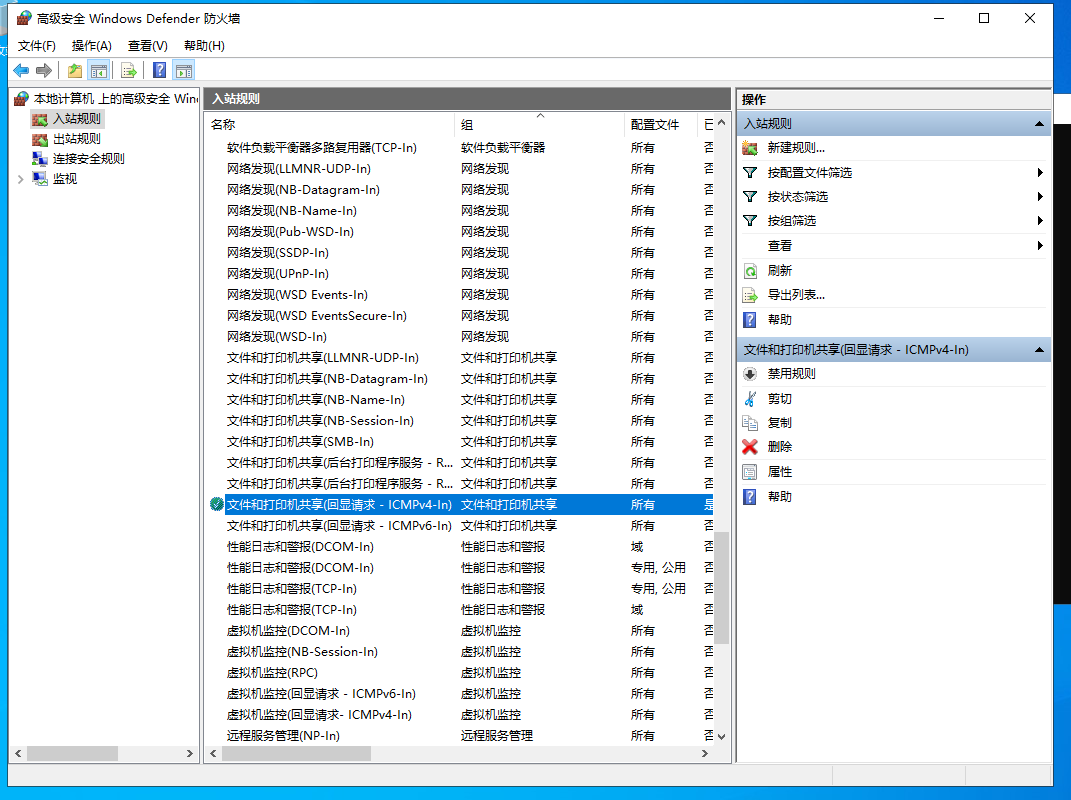 高级安全 Windows Defender 防火墙
文件(F) 操作(A) 查看(V) 帮助(H)
本地计算机 上的高级安全 Win
入站规则
出站规则
连接安全规则
监视
入站规则
名称 组 配置文件 已
软件负载平衡器多路复用器(TCP-In) 软件负载平衡器 所有 否
网络发现(LLMNR-UDP-In) 网络发现 所有 否
网络发现(NB-Datagram-In) 网络发现 所有 否
网络发现(NB-Name-In) 网络发现 所有 否
网络发现(Pub-WSD-In) 网络发现 所有 否
网络发现(SSDP-In) 网络发现 所有 否
网络发现(UPnP-In) 网络发现 所有 否
网络发现(WSD Events-In) 网络发现 所有 否
网络发现(WSD EventsSecure-In) 网络发现 所有 否
网络发现(WSD-In) 网络发现 所有 否
文件和打印机共享(LLMNR-UDP-In) 文件和打印机共享 所有 否
文件和打印机共享(NB-Datagram-In) 文件和打印机共享 所有 否
文件和打印机共享(NB-Name-In) 文件和打印机共享 所有 否
文件和打印机共享(NB-Session-In) 文件和打印机共享 所有 否
文件和打印机共享(SMB-In) 文件和打印机共享 所有 否
文件和打印机共享(后台打印程序服务 - R... 文件和打印机共享 所有 否
文件和打印机共享(后台打印程序服务 - R... 文件和打印机共享 所有 否
文件和打印机共享(回显请求 - ICMPv4-In) 文件和打印机共享 所有 是
文件和打印机共享(回显请求 - ICMPv6-In) 文件和打印机共享 所有 否
性能日志和警报(DCOM-In) 性能日志和警报 域 否
性能日志和警报(DCOM-In) 性能日志和警报 专用, 公用 否
性能日志和警报(TCP-In) 性能日志和警报 专用, 公用 否
性能日志和警报(TCP-In) 性能日志和警报 域 否
虚拟机监控(DCOM-In) 虚拟机监控 所有 否
虚拟机监控(NB-Session-In) 虚拟机监控 所有 否
虚拟机监控(RPC) 虚拟机监控 所有 否
虚拟机监控(回显请求 - ICMPv6-In) 虚拟机监控 所有 否
虚拟机监控(回显请求- ICMPv4-In) 虚拟机监控 所有 否
远程服务管理(NP-In) 远程服务管理 所有 否
操作
入站规则
新建规则...
按配置文件筛选
按状态筛选
按组筛选
查看
刷新
导出列表...
帮助
文件和打印机共享(回显请求 - ICMPv4-In)
禁用规则
剪切
复制
删除
属性
帮助